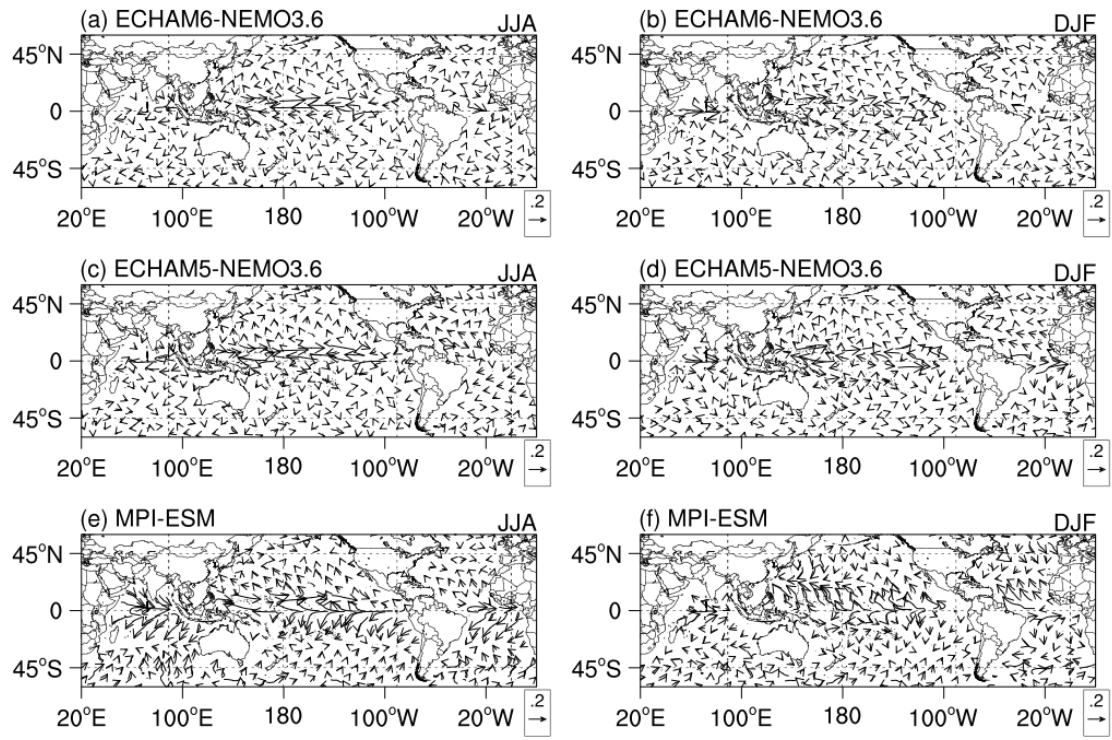 (a) ECHAM6-NEMO3.6 JJA
45°N
0
45°S
20°E 100°E 180 100°W 20°W
.2
(b) ECHAM6-NEMO3.6 DJF
45°N
0
45°S
20°E 100°E 180 100°W 20°W
.2
(c) ECHAM5-NEMO3.6 JJA
45°N
0
45°S
20°E 100°E 180 100°W 20°W
.2
(d) ECHAM5-NEMO3.6 DJF
45°N
0
45°S
20°E 100°E 180 100°W 20°W
.2
(e) MPI-ESM JJA
45°N
0
45°S
20°E 100°E 180 100°W 20°W
.2
(f) MPI-ESM DJF
45°N
0
45°S
20°E 100°E 180 100°W 20°W
.2